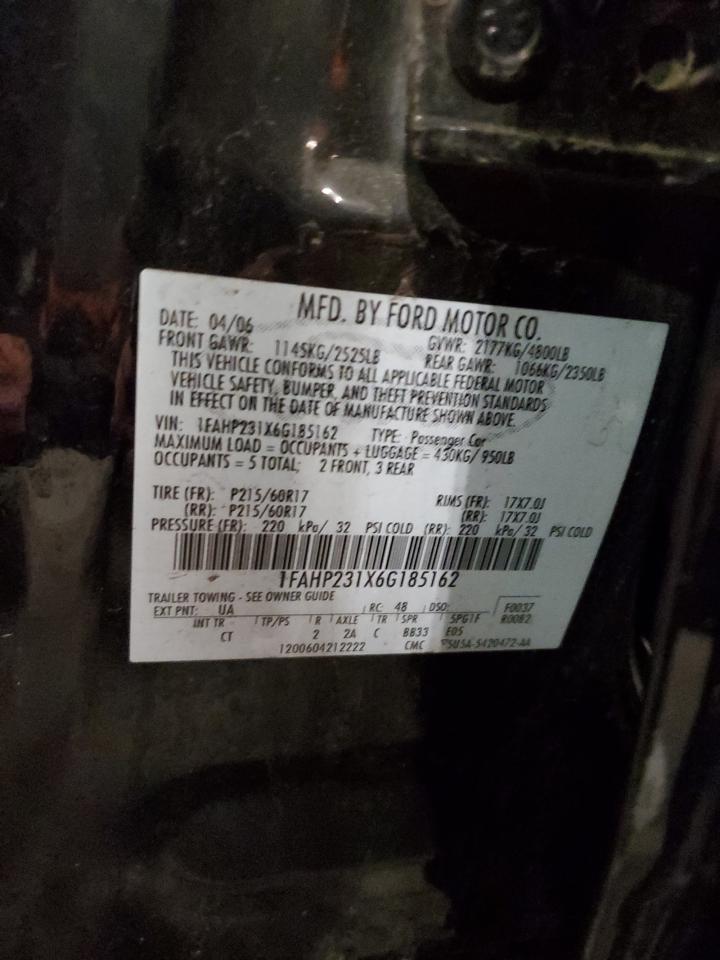 MFD. BY FORD MOTOR CO.
DATE: 04/06 GVWR: 2177KG/4800LB
FRONT GAWR: 1145KG/2525LB REAR GAWR: 1066KG/2350LB
THIS VEHICLE CONFORMS TO ALL APPLICABLE FEDERAL MOTOR
VEHICLE SAFETY, BUMPER, AND THEFT PREVENTION STANDARDS
IN EFFECT ON THE DATE OF MANUFACTURE SHOWN ABOVE.
VIN: 1FAHP231X6G185162 TYPE: Passenger Car
MAXIMUM LOAD = OCCUPANTS + LUGGAGE = 430KG/ 950LB
OCCUPANTS = 5 TOTAL; 2 FRONT, 3 REAR
TIRE (FR): P215/60R17 RIMS (FR): 17X7.0J
(RR): P215/60R17 (RR): 17X7.0J
PRESSURE (FR): 220 kPa/ 32 PSI COLD (RR): 220 kPa/ 32 PSI COLD
1FAHP231X6G185162
TRAILER TOWING - SEE OWNER GUIDE
EXT PNT: UA RC: 48 DSO: F0037
INT TR TP/PS R AXLE TR SPR R0082
CT 2 2A C BB33 E05
1200604212222 CMC 5U5A-5420472-AA